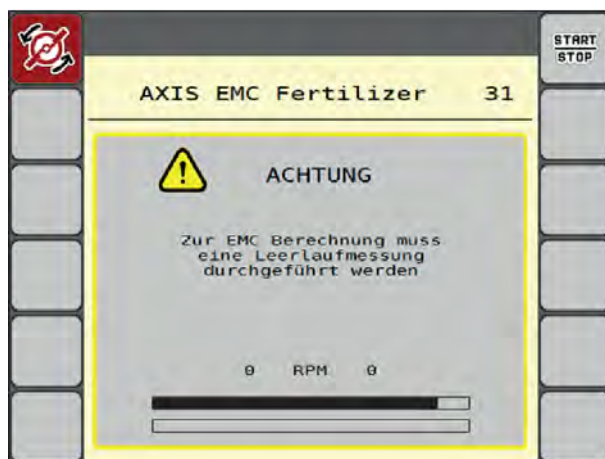 START
STOP
AXIS EMC Fertilizer 31
ACHTUNG
Zur EMC Berechnung muss
eine Leerlaufmessung
durchgeführt werden
0 RPM 0